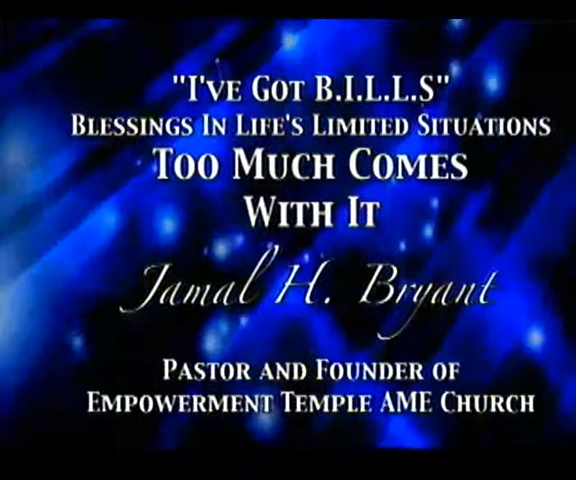 "I've Got B.I.L.L.S"
Blessings In Life's Limited Situations
Too Much Comes
With It
Jamal H. Bryant
Pastor and Founder of
Empowerment Temple AME Church